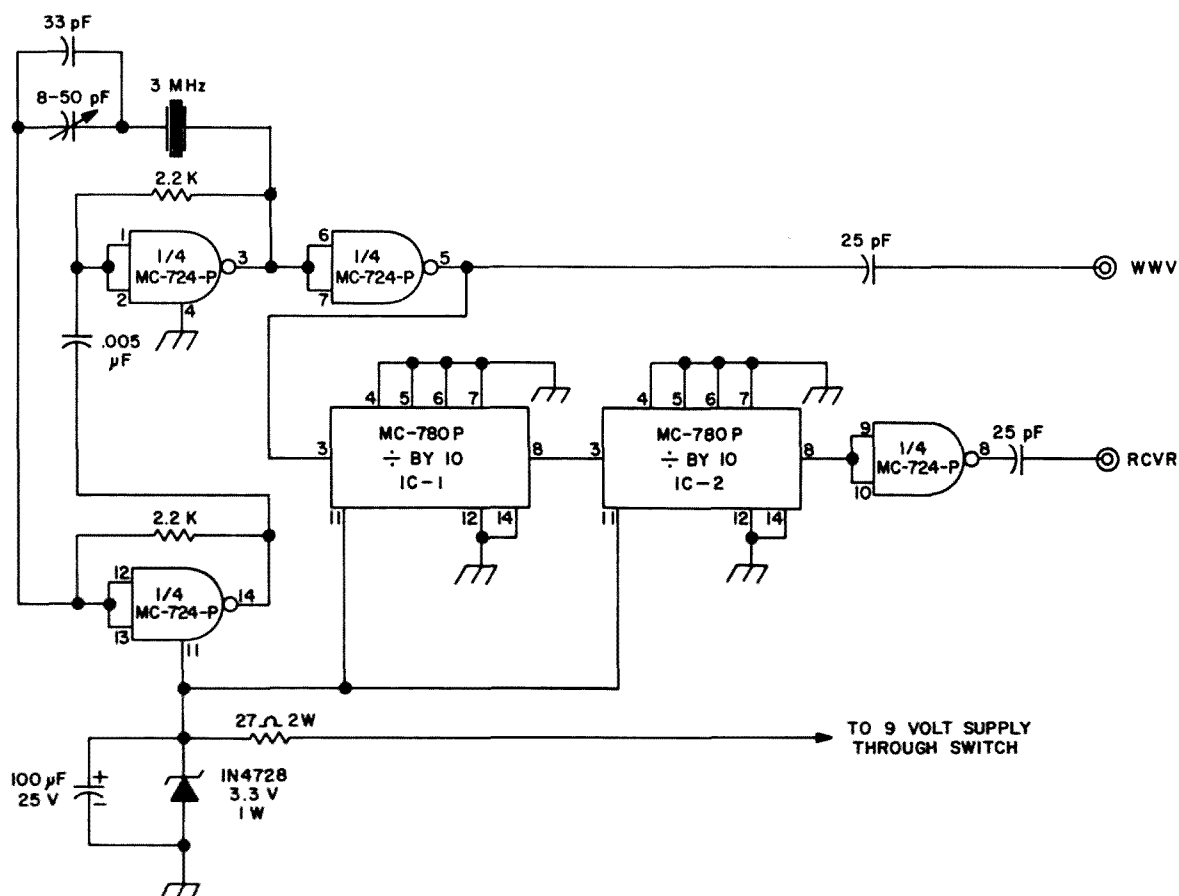 33 pF
8-50 pF
3 MHz
2.2 K
1
2
1/4
MC-724-P
3
4
6
7
1/4
MC-724-P
5
25 pF
WWV
.005
µF
4
5
6
7
3
MC-780 P
÷ BY 10
IC-1
8
11
12
14
4
5
6
7
3
MC-780 P
÷ BY 10
IC-2
8
11
12
14
9
10
1/4
MC-724-P
8
25 pF
RCVR
2.2 K
12
13
1/4
MC-724-P
14
11
27 Ω 2W
TO 9 VOLT SUPPLY
THROUGH SWITCH
100 µF
25 V
+
−
1N4728
3.3 V
1 W